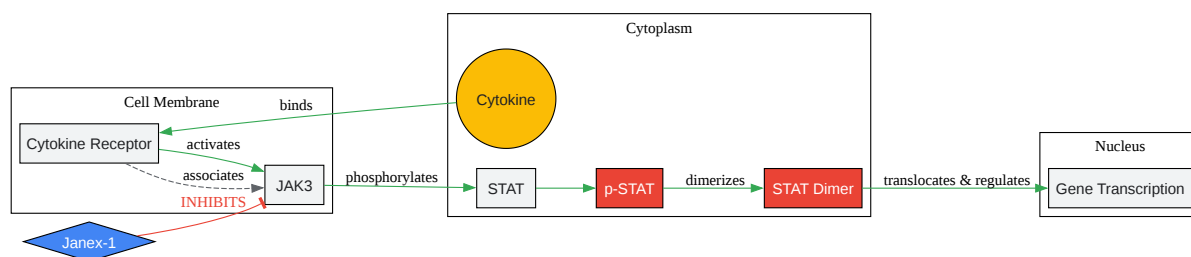 Cytoplasm
Cell Membrane
Cytokine
binds
Cytokine Receptor
activates
associates
JAK3
phosphorylates
STAT
p-STAT
dimerizes
STAT Dimer
translocates & regulates
Nucleus
Gene Transcription
INHIBITS
Janex-1